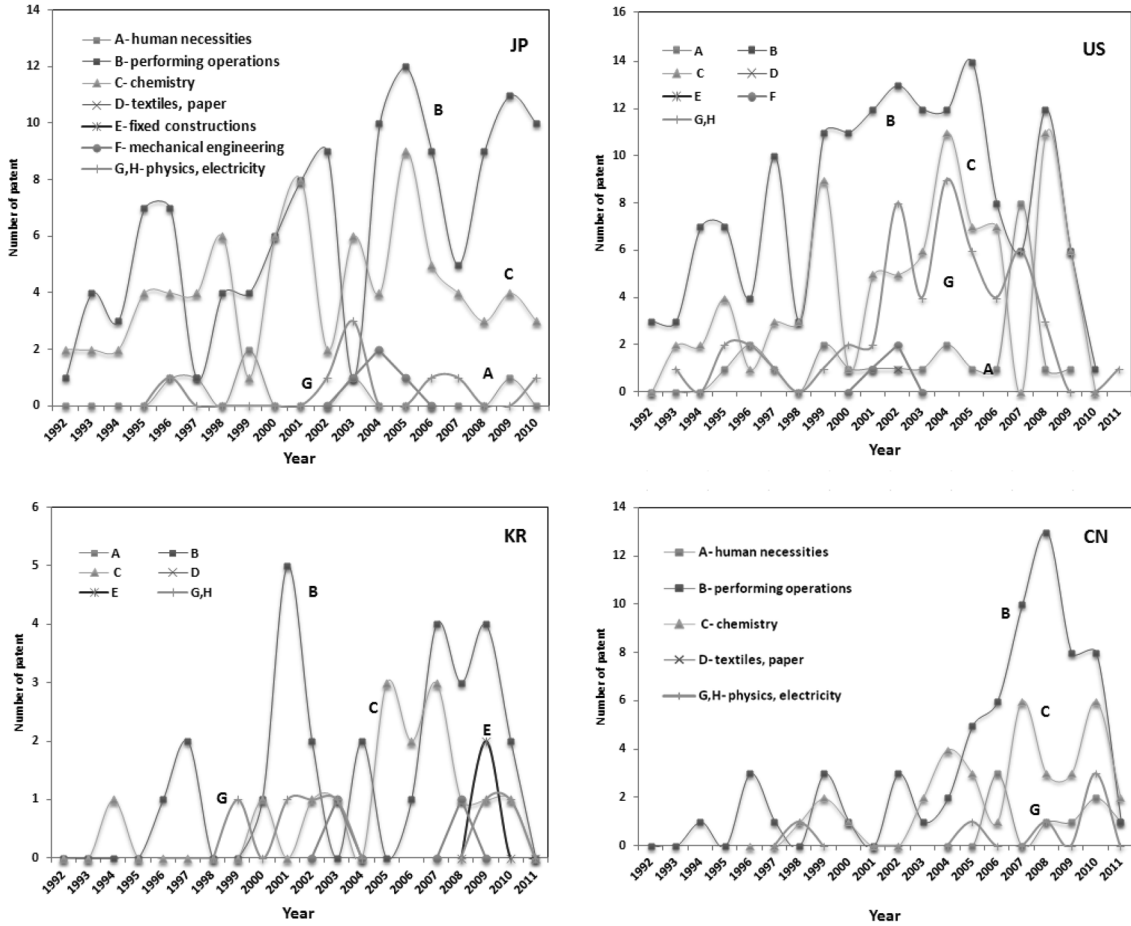 14
12
10
8
6
4
2
0
Number of patent
A- human necessities
B- performing operations
C- chemistry
D- textiles, paper
E- fixed constructions
F- mechanical engineering
G,H- physics, electricity
JP
B
C
G
A
1992 1993 1994 1995 1996 1997 1998 1999 2000 2001 2002 2003 2004 2005 2006 2007 2008 2009 2010
Year
16
14
12
10
8
6
4
2
0
Number of patent
A B
C D
E F
G,H
US
B
C
G
A
1992 1993 1994 1995 1996 1997 1998 1999 2000 2001 2002 2003 2004 2005 2006 2007 2008 2009 2010 2011
Year
6
5
4
3
2
1
0
Number of patent
A B
C D
E G,H
KR
B
C
E
G
1992 1993 1994 1995 1996 1997 1998 1999 2000 2001 2002 2003 2004 2005 2006 2007 2008 2009 2010 2011
Year
14
12
10
8
6
4
2
0
Number of patent
A- human necessities
B- performing operations
C- chemistry
D- textiles, paper
G,H- physics, electricity
CN
B
C
G
1992 1993 1994 1995 1996 1997 1998 1999 2000 2001 2002 2003 2004 2005 2006 2007 2008 2009 2010 2011
Year